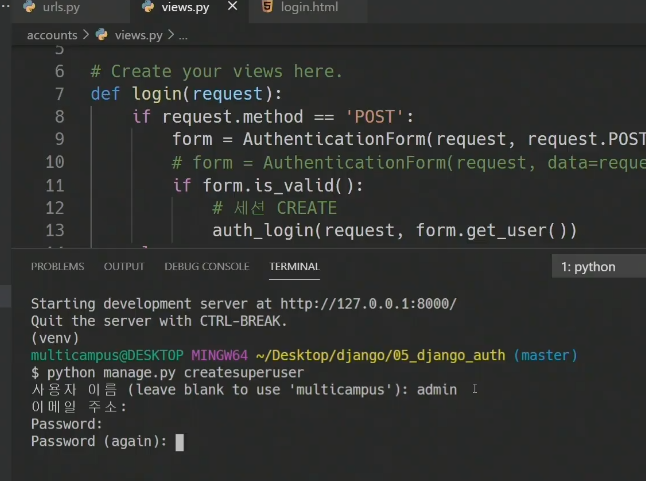 urls.py views.py × login.html
accounts > views.py > ...
5
6 # Create your views here.
7 def login(request):
8 if request.method == 'POST':
9 form = AuthenticationForm(request, request.POST
10 # form = AuthenticationForm(request, data=reque
11 if form.is_valid():
12 # 세션 CREATE
13 auth_login(request, form.get_user())
PROBLEMS OUTPUT DEBUG CONSOLE TERMINAL 1: python
Starting development server at http://127.0.0.1:8000/
Quit the server with CTRL-BREAK.
(venv)
multicampus@DESKTOP MINGW64 ~/Desktop/django/05_django_auth (master)
$ python manage.py createsuperuser
사용자 이름 (leave blank to use 'multicampus'): admin
이메일 주소:
Password:
Password (again):